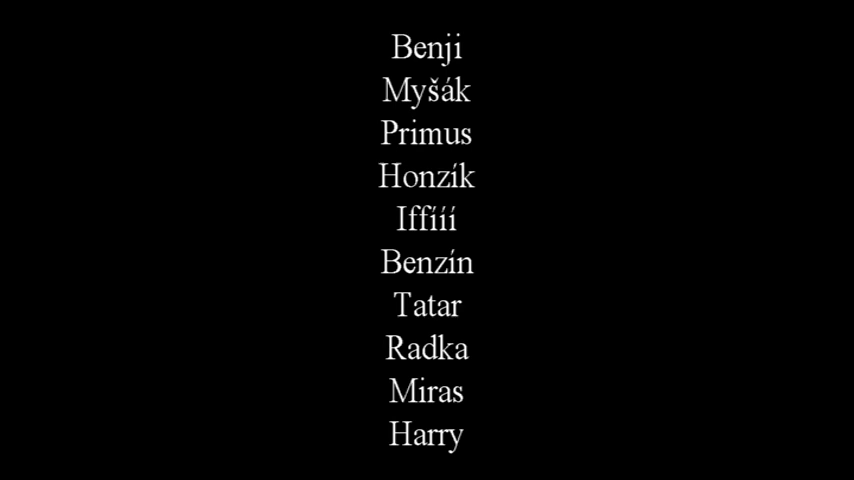 Benji
Myšák
Primus
Honzík
Iffííí
Benzín
Tatar
Radka
Miras
Harry